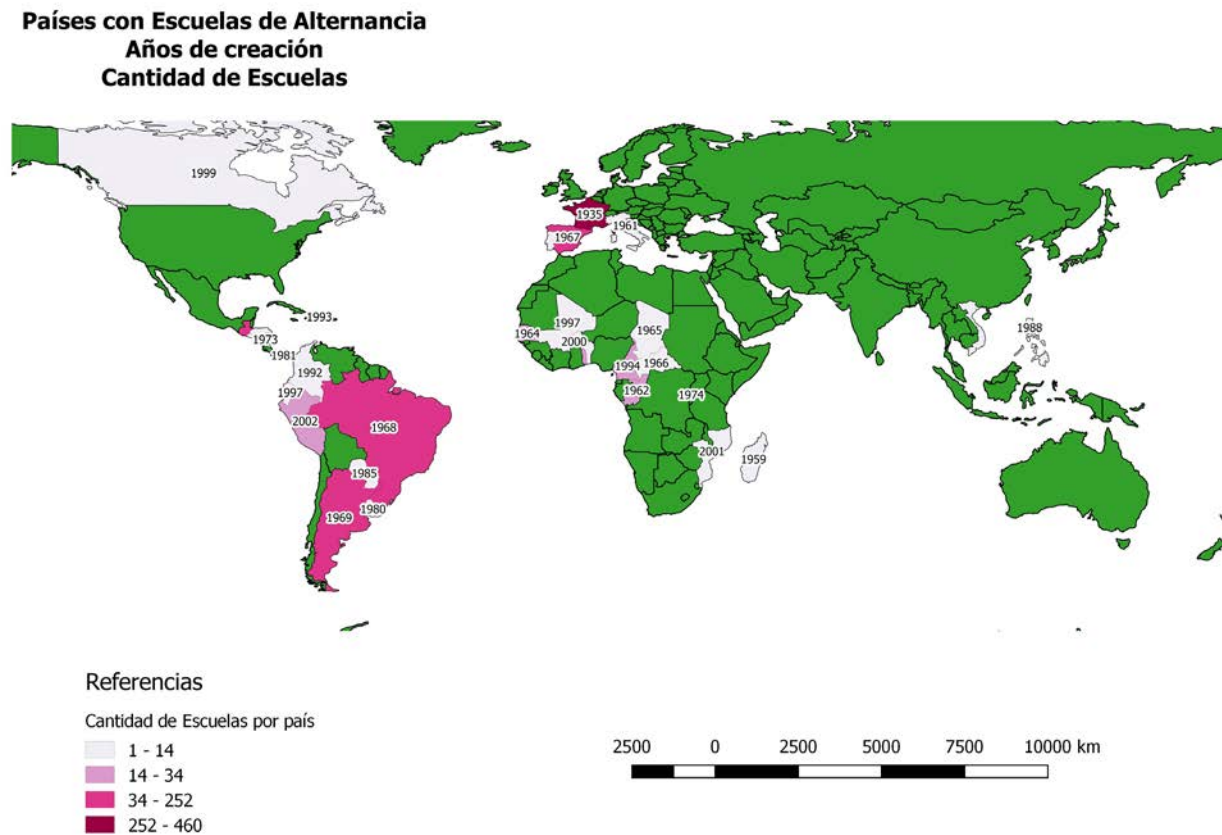 Países con Escuelas de Alternancia
Años de creación
Cantidad de Escuelas
1999
1935
1961
1967
1993
1973
1981
1992
1997
2002
1968
1985
1980
1969
1964
1997
2000
1965
1994
1966
1962
1974
2001
1959
1988
Referencias
Cantidad de Escuelas por país
1 - 14
14 - 34
34 - 252
252 - 460
2500 0 2500 5000 7500 10000 km